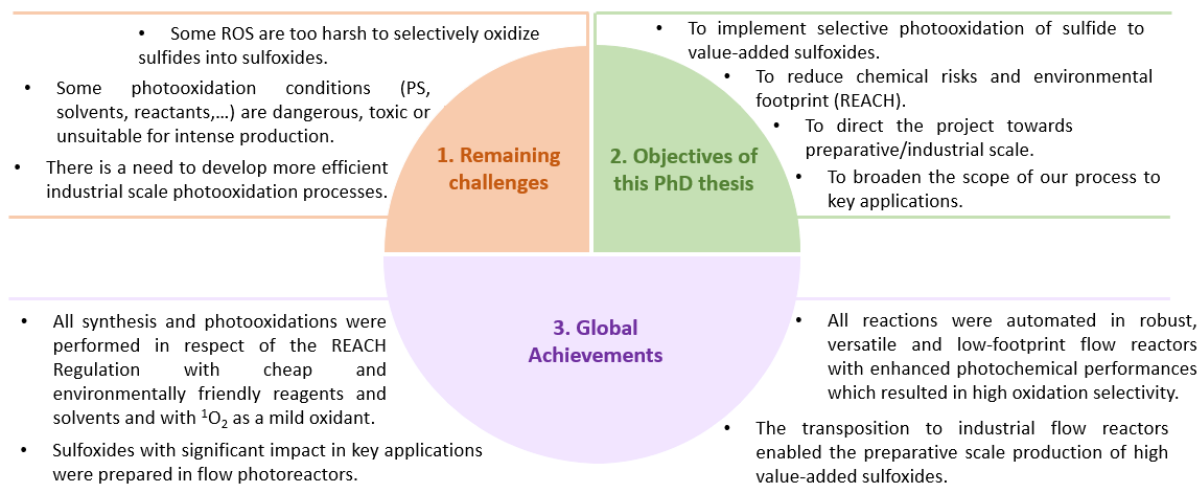 • Some ROS are too harsh to selectively oxidize
sulfides into sulfoxides.
• Some photooxidation conditions (PS,
solvents, reactants,...) are dangerous, toxic or
unsuitable for intense production.
• There is a need to develop more efficient
industrial scale photooxidation processes.
1. Remaining
challenges
• To implement selective photooxidation of sulfide to
value-added sulfoxides.
• To reduce chemical risks and environmental
footprint (REACH).
• To direct the project towards
preparative/industrial scale.
• To broaden the scope of our process to
key applications.
2. Objectives of
this PhD thesis
3. Global
Achievements
• All synthesis and photooxidations were
performed in respect of the REACH
Regulation with cheap and
environmentally friendly reagents and
solvents and with ¹O₂ as a mild oxidant.
• Sulfoxides with significant impact in key applications
were prepared in flow photoreactors.
• All reactions were automated in robust,
versatile and low-footprint flow reactors
with enhanced photochemical performances
which resulted in high oxidation selectivity.
• The transposition to industrial flow reactors
enabled the preparative scale production of high
value-added sulfoxides.